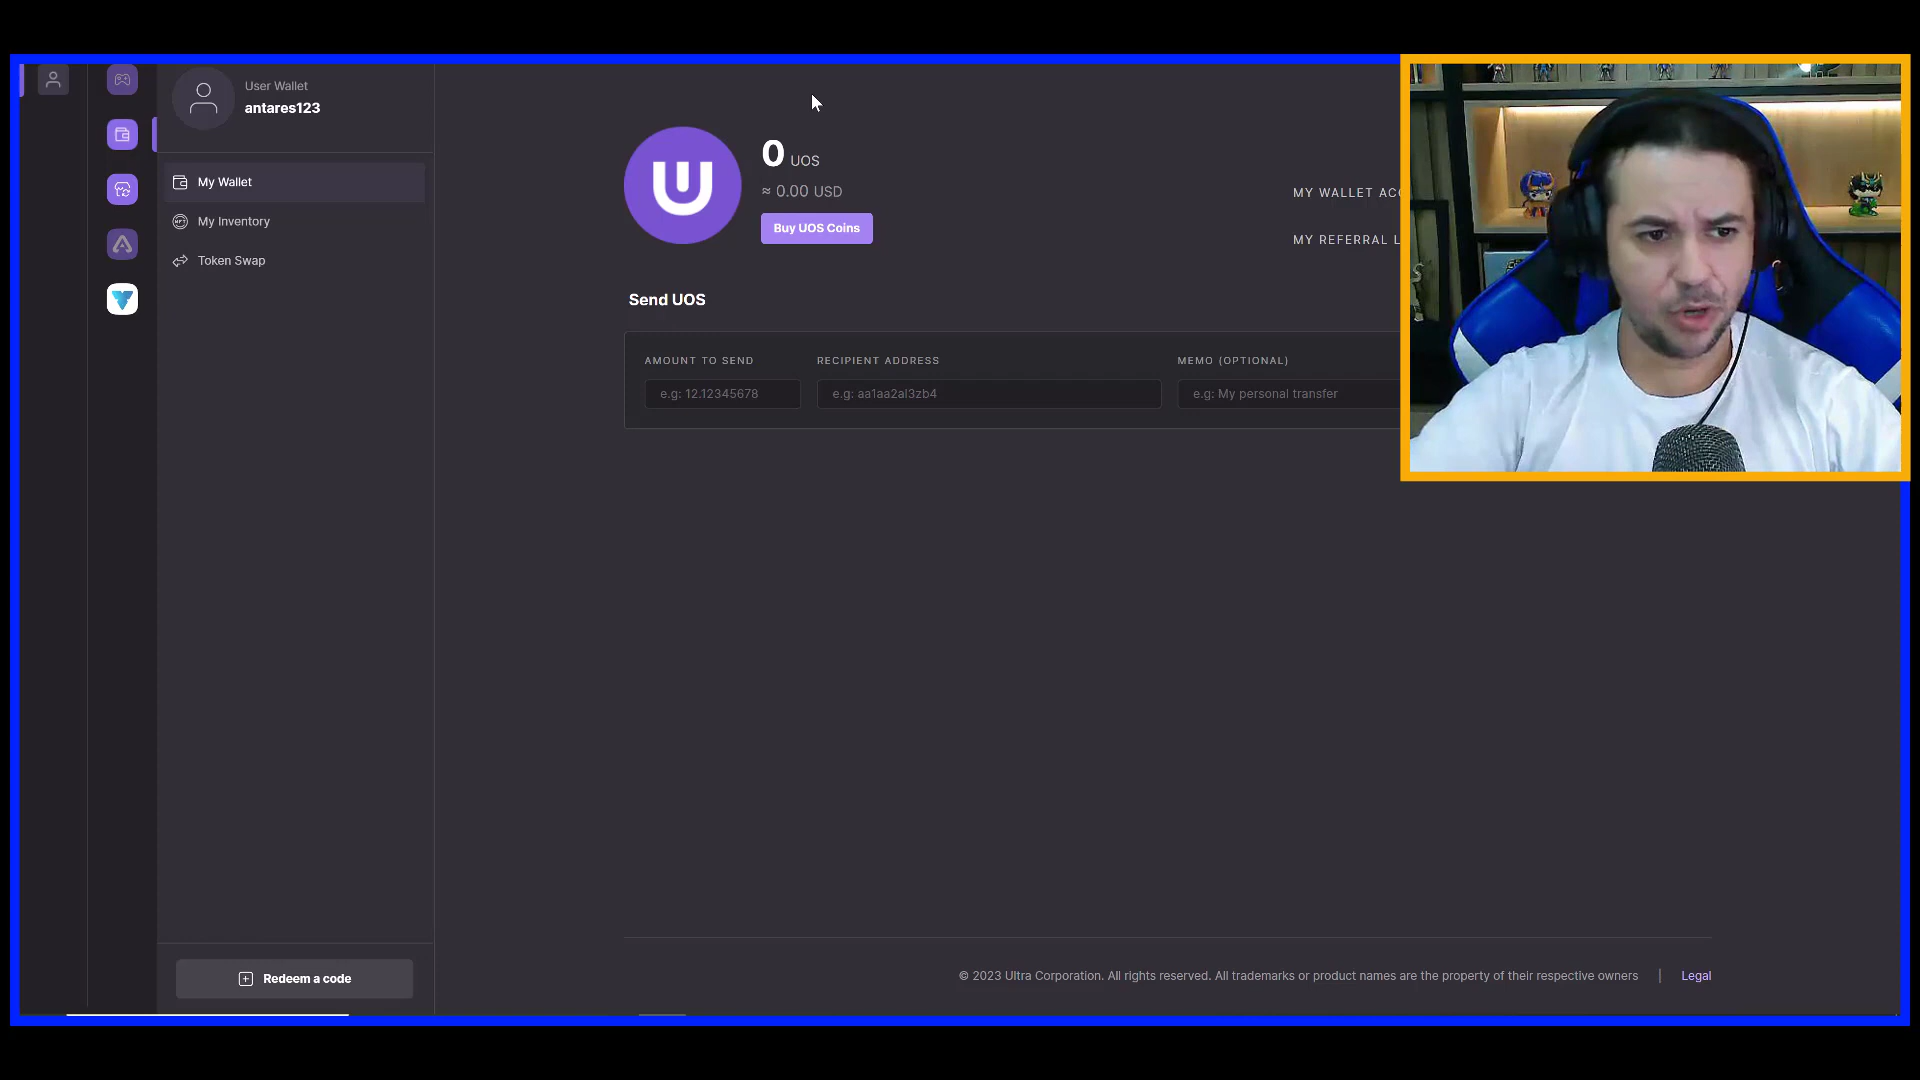 User Wallet
antares123
My Wallet
My Inventory
Token Swap
Redeem a code
0 UOS
≈ 0.00 USD
Buy UOS Coins
MY WALLET ACC
MY REFERRAL L
Send UOS
AMOUNT TO SEND
RECIPIENT ADDRESS
MEMO (OPTIONAL)
e.g: 12.12345678
e.g: aa1aa2ai3zb4
e.g: My personal transfer
© 2023 Ultra Corporation. All rights reserved. All trademarks or product names are the property of their respective owners | Legal